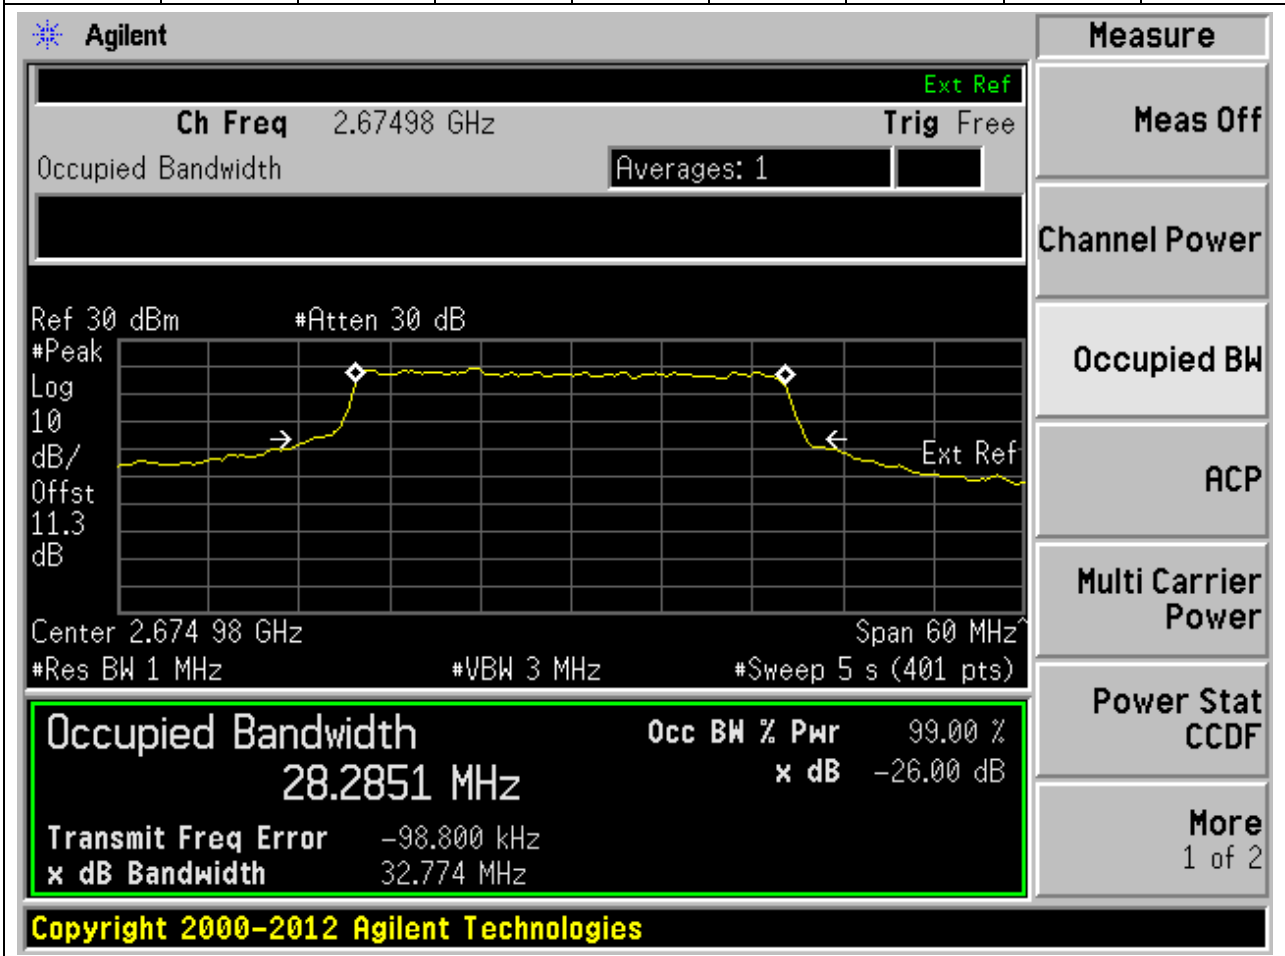 Agilent
Measure
Ext Ref
Ch Freq 2.67498 GHz Trig Free
Meas Off
Occupied Bandwidth Averages: 1
Channel Power
Ref 30 dBm #Atten 30 dB
#Peak
Log
10
dB/
Offst
11.3
dB
Ext Ref
Occupied BW
ACP
Center 2.674 98 GHz Span 60 MHz^
#Res BW 1 MHz #VBW 3 MHz #Sweep 5 s (401 pts)
Multi Carrier
Power
Occupied Bandwidth Occ BW % Pwr 99.00 %
28.2851 MHz x dB -26.00 dB
Transmit Freq Error -98.800 kHz
x dB Bandwidth 32.774 MHz
Power Stat
CCDF
More
1 of 2
Copyright 2000-2012 Agilent Technologies